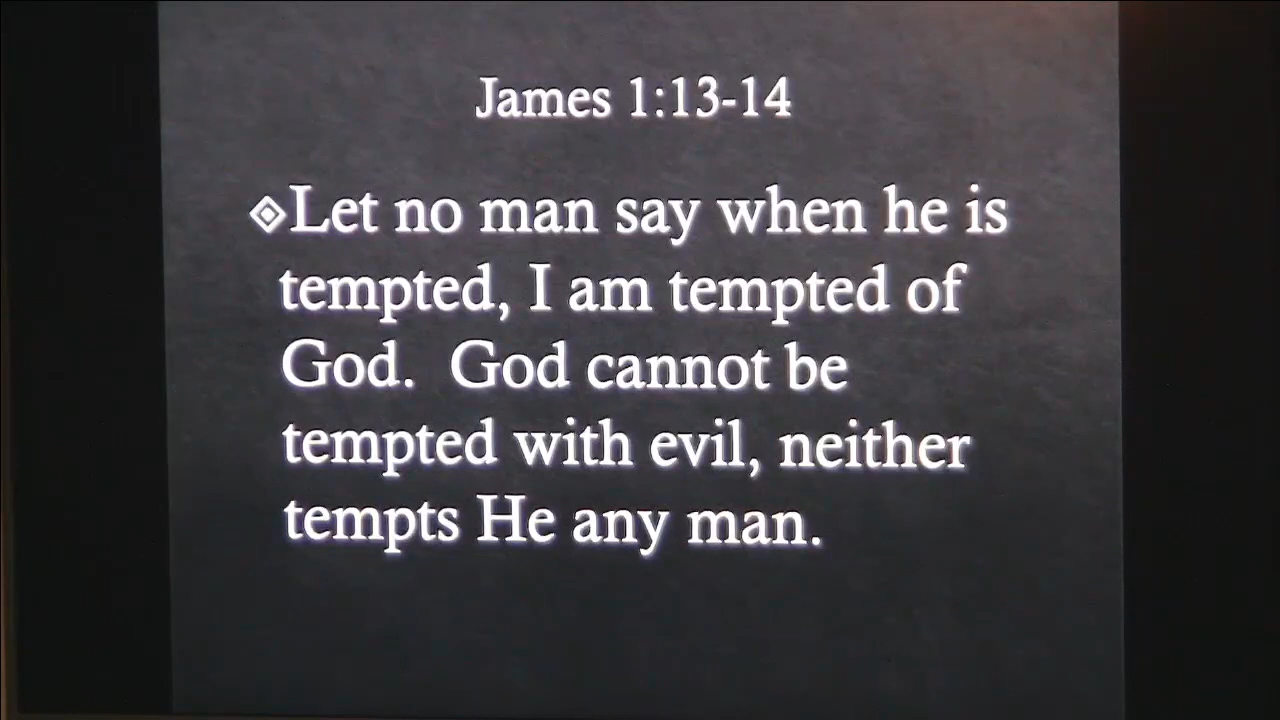 James 1:13-14
Let no man say when he is
tempted, I am tempted of
God.  God cannot be
tempted with evil, neither
tempts He any man.